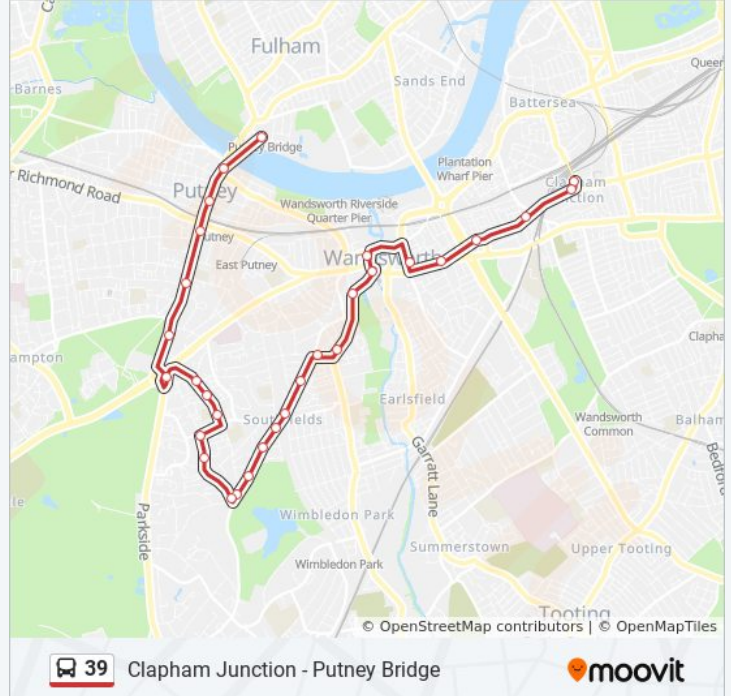 Fulham
Sands End
Barnes
Battersea
Queen
Putney Bridge
Plantation
Wharf Pier
Clapham
Junction
r Richmond Road
Putney
Wandsworth Riverside
Quarter Pier
Putney
East Putney
Wandsworth
Clapha
ampton
Earlsfield
Southfields
Wandsworth
Common
Balham
Bedford
Garratt Lane
Parkside
Wimbledon Park
Summerstown
Upper Tooting
Wimbledon Park
Tooting
© OpenStreetMap contributors | © OpenMapTiles
39 Clapham Junction - Putney Bridge
moovit